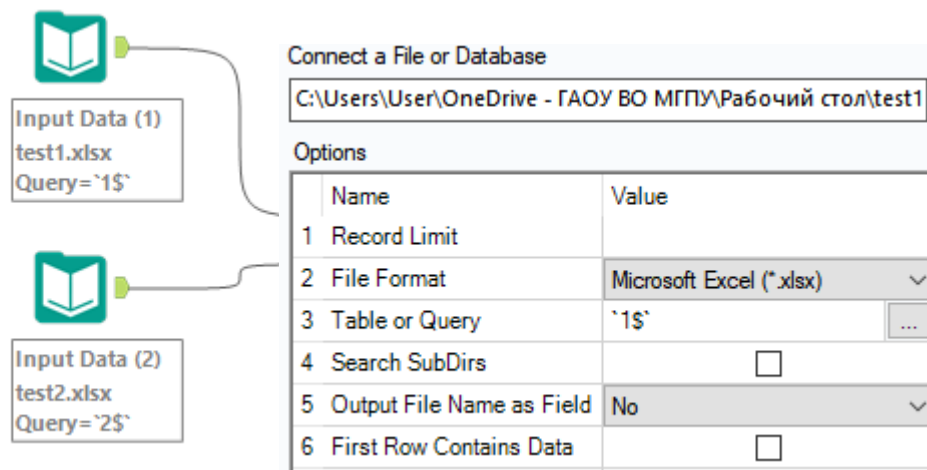 Input Data (1)
test1.xlsx
Query=`1$`
Input Data (2)
test2.xlsx
Query=`2$`
Connect a File or Database
C:\Users\User\OneDrive - ГАОУ ВО МГПУ\Рабочий стол\test1
Options
Name Value
1 Record Limit
2 File Format Microsoft Excel (*.xlsx)
3 Table or Query `1$` ...
4 Search SubDirs
5 Output File Name as Field No
6 First Row Contains Data